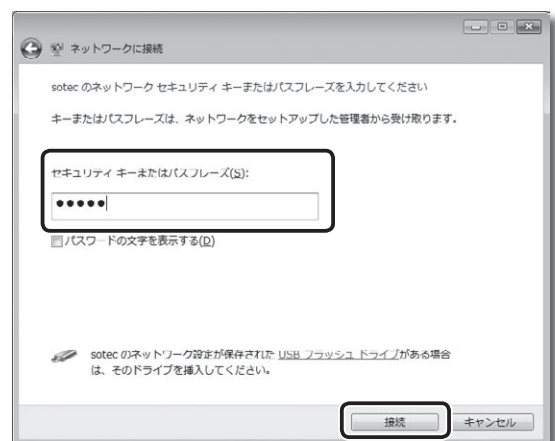 ネットワークに接続
sotec のネットワーク セキュリティ キーまたはパスフレーズを入力してください
キーまたはパスフレーズは、ネットワークをセットアップした管理者から受け取ります。
セキュリティ キーまたはパスフレーズ(S):
●●●●●
パスワードの文字を表示する(D)
sotec のネットワーク設定が保存された USB フラッシュ ドライブがある場合
は、そのドライブを挿入してください。
接続 キャンセル